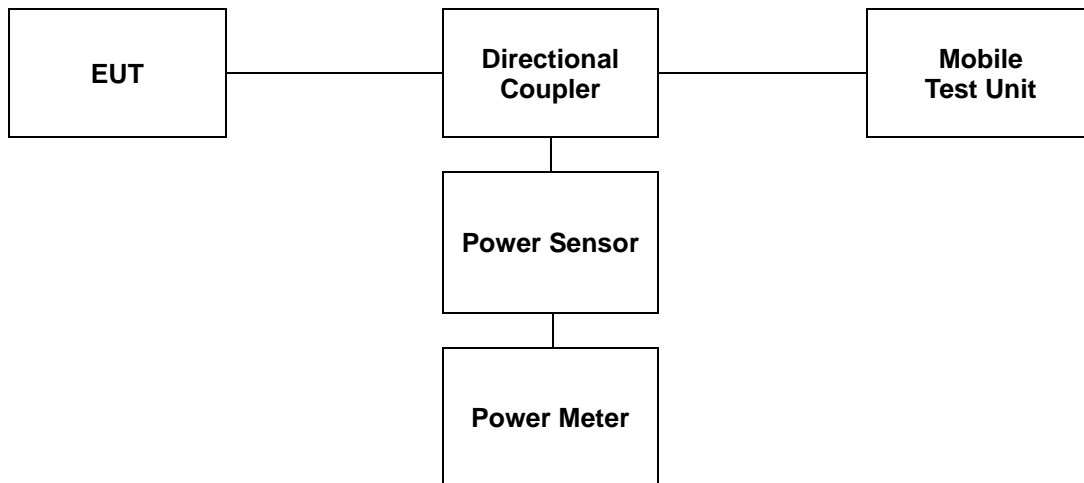 EUT
Directional
Coupler
Mobile
Test Unit
Power Sensor
Power Meter